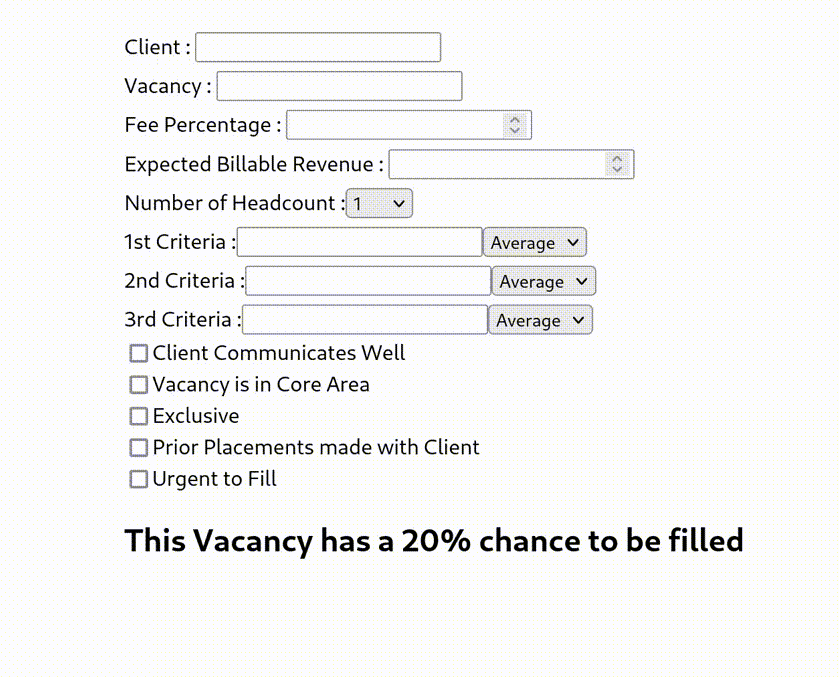 Client :
Vacancy :
Fee Percentage :
Expected Billable Revenue :
Number of Headcount : 1
1st Criteria : Average
2nd Criteria : Average
3rd Criteria : Average
Client Communicates Well
Vacancy is in Core Area
Exclusive
Prior Placements made with Client
Urgent to Fill
This Vacancy has a 20% chance to be filled